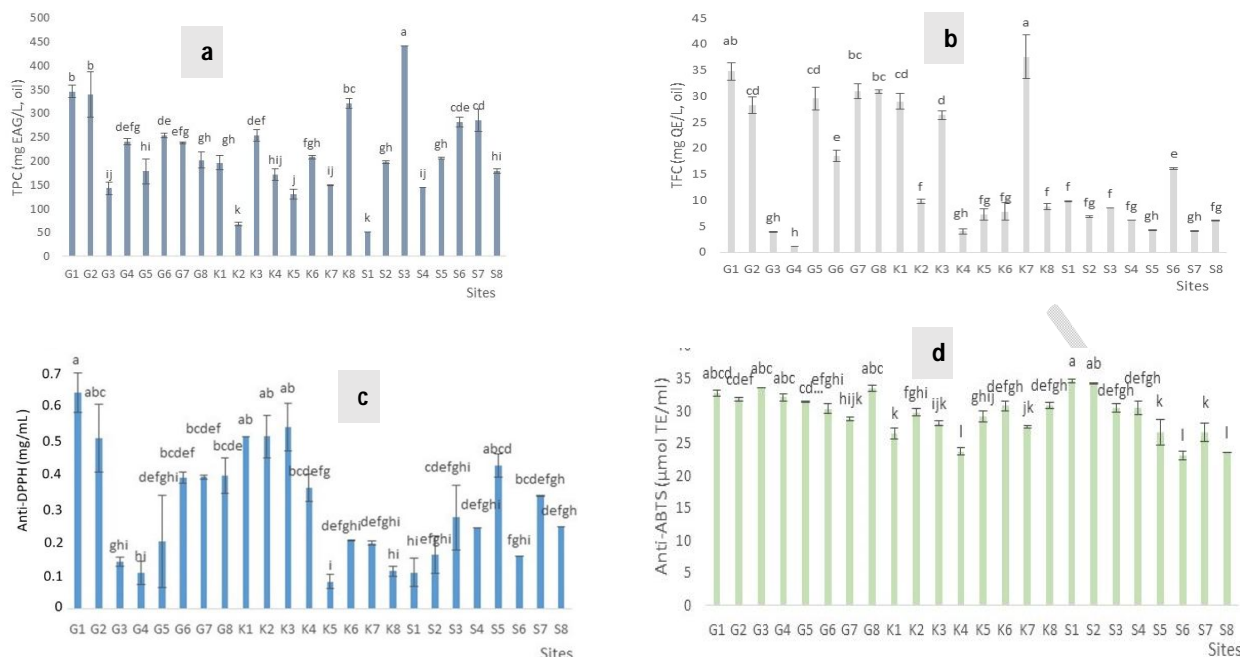 a
TPC (mg EAG/L, oil)
500
450
400
350
300
250
200
150
100
50
0
b b ij defg hi de efg gh gh k def hij j fgh ij bc k gh a ij gh cde cd hi
G1 G2 G3 G4 G5 G6 G7 G8 K1 K2 K3 K4 K5 K6 K7 K8 S1 S2 S3 S4 S5 S6 S7 S8
Sites
b
TFC (mg QE/L, oil)
45
40
35
30
25
20
15
10
5
0
ab cd gh h cd e bc bc cd f d gh fg fg a f f fg f fg gh e gh fg
G1 G2 G3 G4 G5 G6 G7 G8 K1 K2 K3 K4 K5 K6 K7 K8 S1 S2 S3 S4 S5 S6 S7 S8
Sites
c
Anti-DPPH (mg/mL)
0.7
0.6
0.5
0.4
0.3
0.2
0.1
0
a abc ghi hi defghi bcdef bcdef bcde ab ab ab bcdefg i defghi defghi hi hi efghi cdefghi defghi abcd fghi bcdefgh defgh
G1 G2 G3 G4 G5 G6 G7 G8 K1 K2 K3 K4 K5 K6 K7 K8 S1 S2 S3 S4 S5 S6 S7 S8
Sites
d
Anti-ABTS (µmol TE/ml)
35
30
25
20
15
10
5
0
abcd cdef abc abc cd... efghi hijk abc k fghi ijk l ghij defgh jk defgh a ab defgh defgh k l k l
G1 G2 G3 G4 G5 G6 G7 G8 K1 K2 K3 K4 K5 K6 K7 K8 S1 S2 S3 S4 S5 S6 S7 S8
Sites